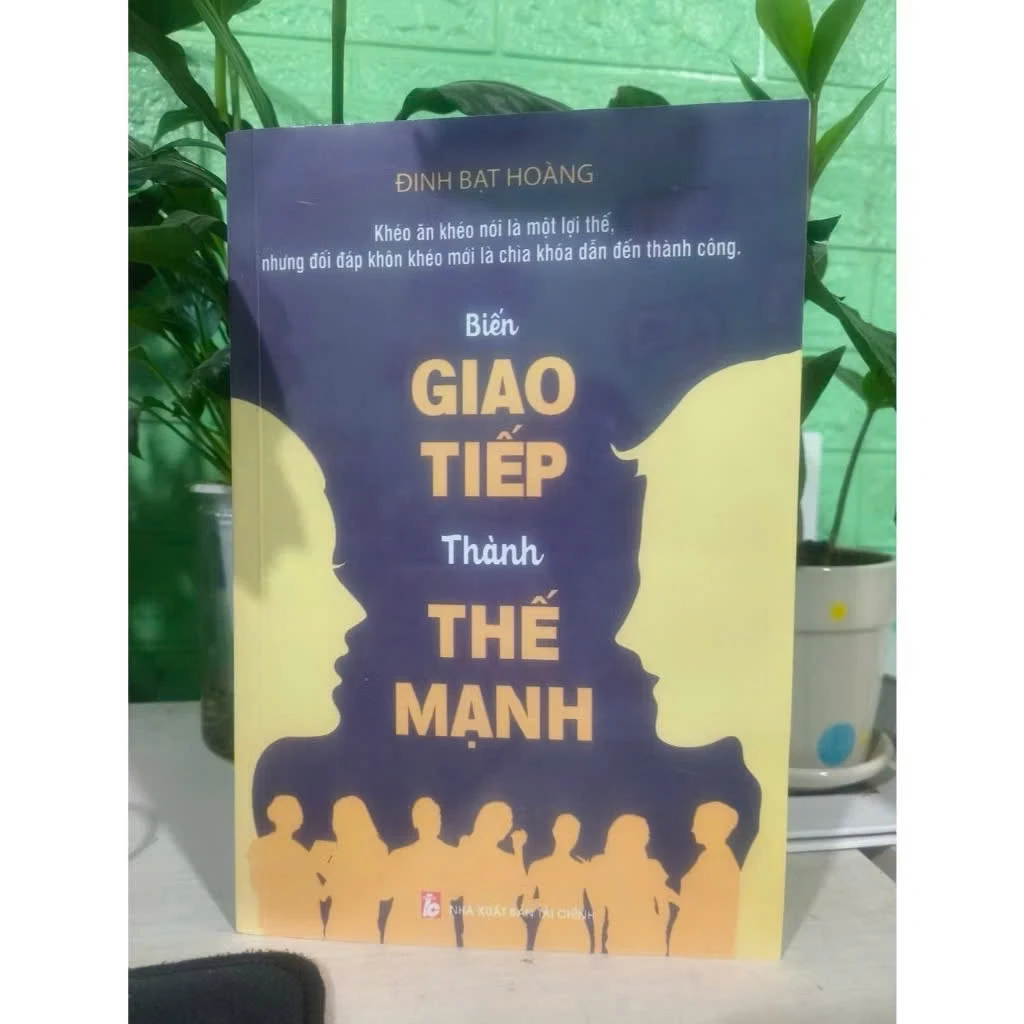 ĐINH BẠT HOÀNG
Khéo ăn khéo nói là một lợi thế,
nhưng đối đáp khôn khéo mới là chìa khóa dẫn đến thành công.
Biến
GIAO
TIẾP
Thành
THẾ
MẠNH
NHÀ XUẤT BẢN TÀI CHÍNH